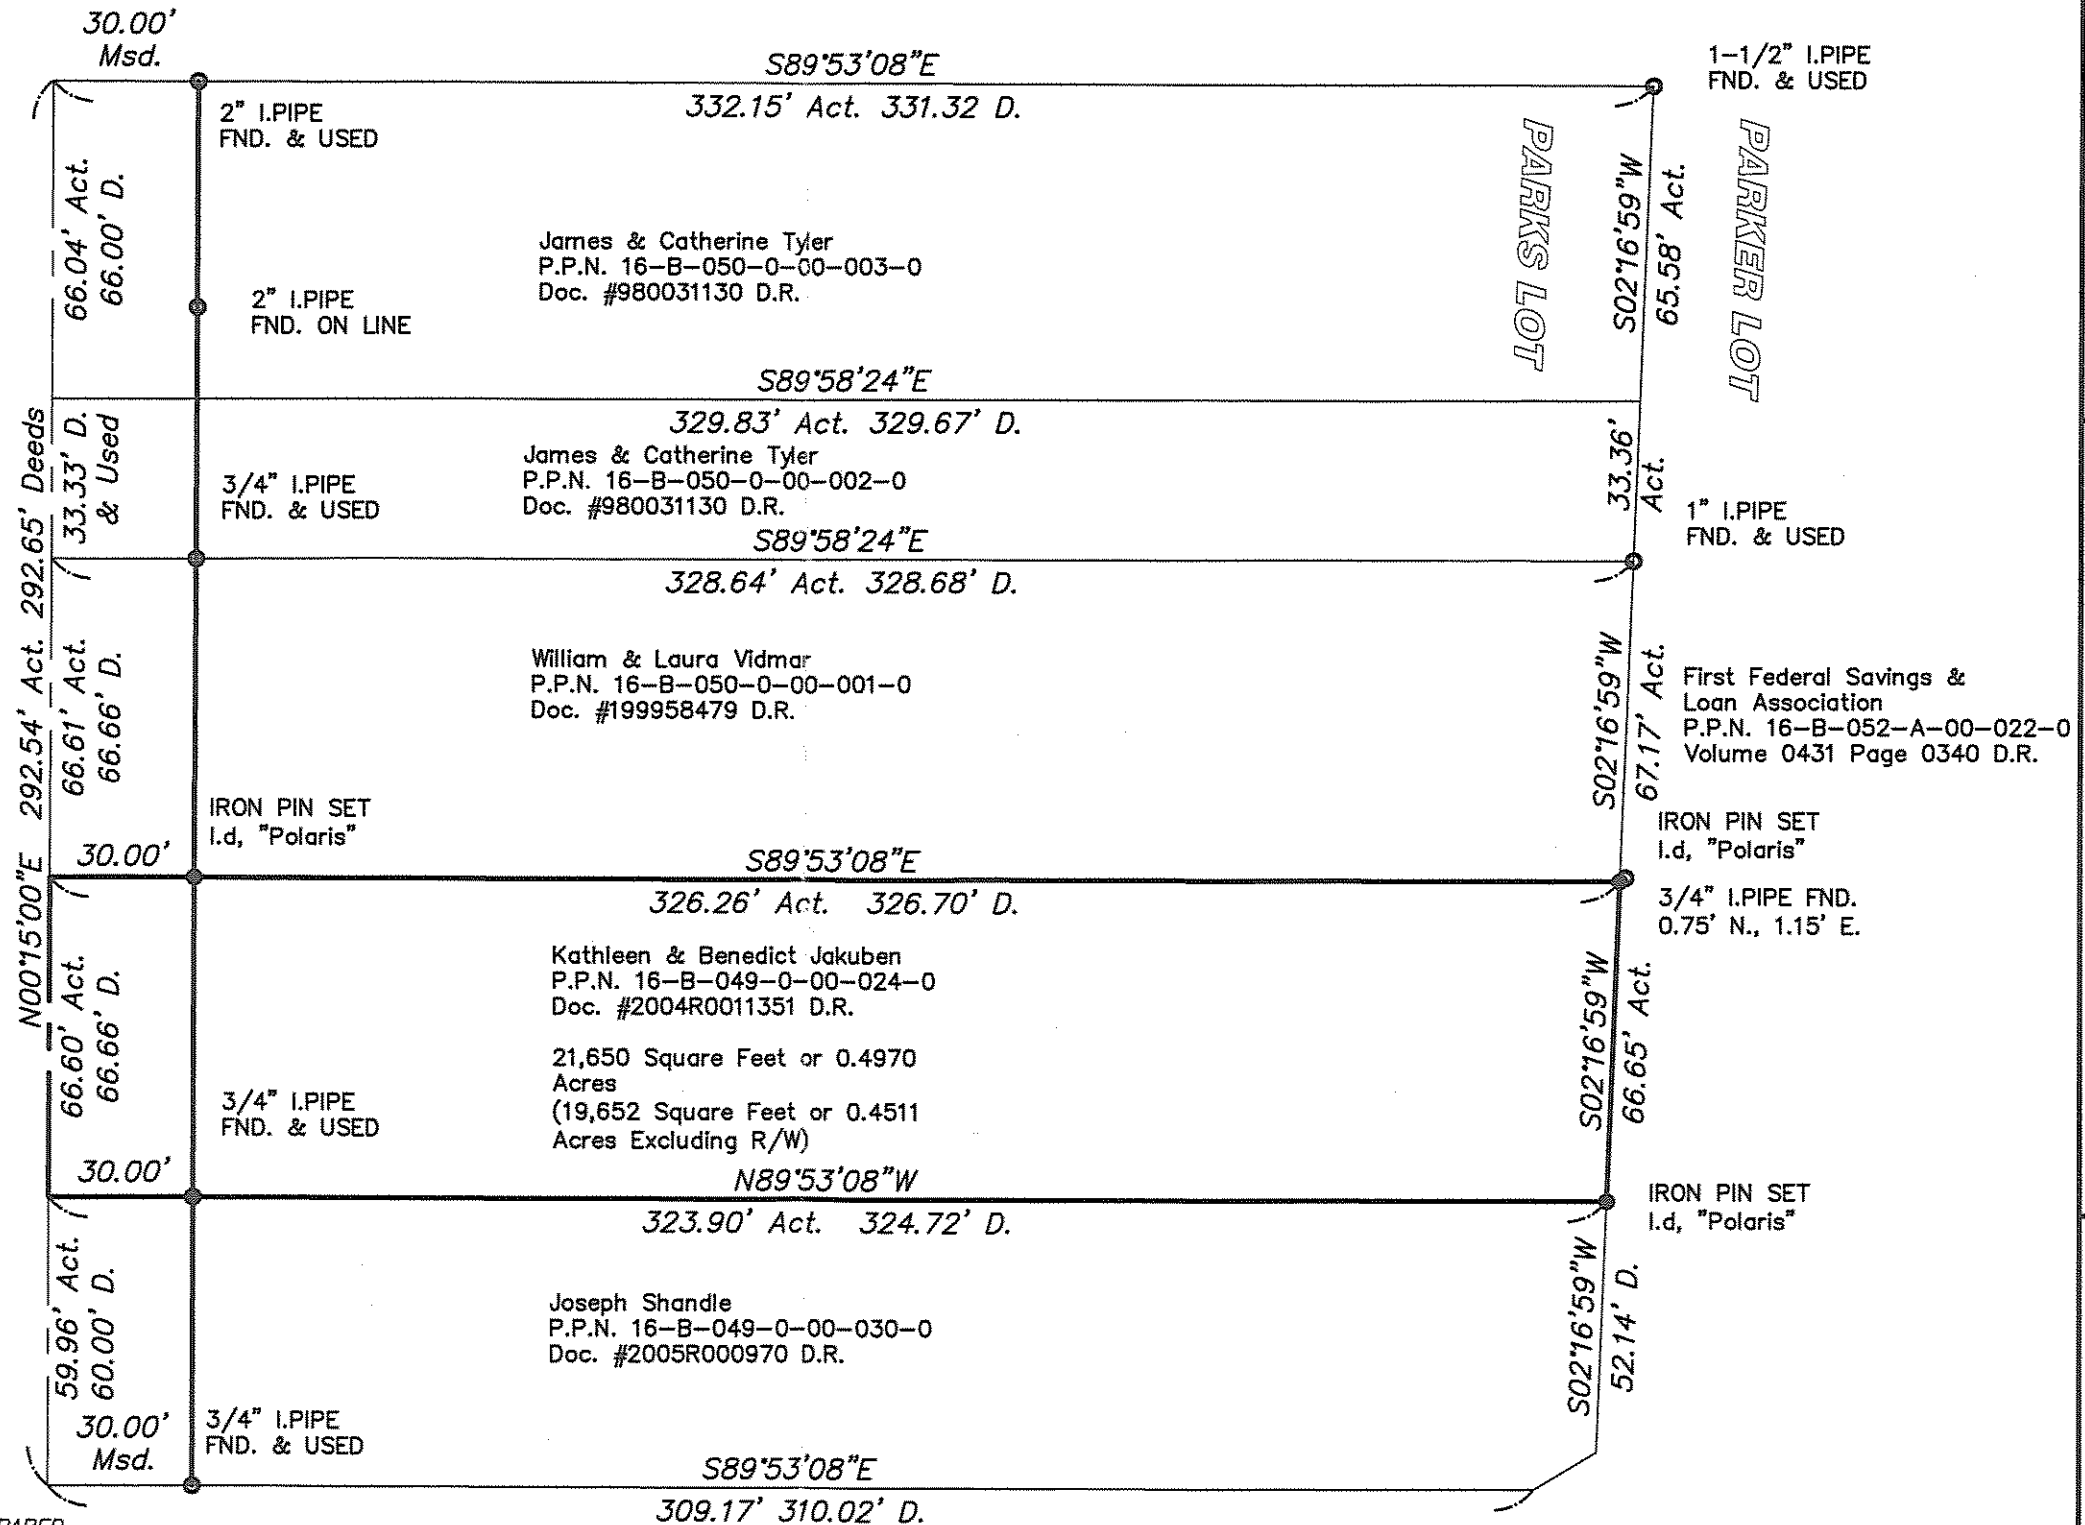 30.00'
Msd.
S89°53'08"E
332.15' Act. 331.32 D.
1-1/2" I.PIPE
FND. & USED
2" I.PIPE
FND. & USED
66.04' Act.
66.00' D.
James & Catherine Tyler
P.P.N. 16-B-050-0-00-003-0
Doc. #980031130 D.R.
PARKS LOT
S02°16'59"W
65.58' Act.
PARKER LOT
2" I.PIPE
FND. ON LINE
S89°58'24"E
329.83' Act. 329.67' D.
33.33' D.
& Used
James & Catherine Tyler
P.P.N. 16-B-050-0-00-002-0
Doc. #980031130 D.R.
3/4" I.PIPE
FND. & USED
33.36'
Act.
1" I.PIPE
FND. & USED
S89°58'24"E
328.64' Act. 328.68' D.
N00°15'00"E 292.54' Act. 292.65' Deeds
66.61' Act.
66.66' D.
William & Laura Vidmar
P.P.N. 16-B-050-0-00-001-0
Doc. #199958479 D.R.
S02°16'59"W
67.17' Act.
First Federal Savings &
Loan Association
P.P.N. 16-B-052-A-00-022-0
Volume 0431 Page 0340 D.R.
IRON PIN SET
I.d, "Polaris"
30.00'
S89°53'08"E
326.26' Act. 326.70' D.
IRON PIN SET
I.d, "Polaris"
3/4" I.PIPE FND.
0.75' N., 1.15' E.
66.60' Act.
66.66' D.
Kathleen & Benedict Jakuben
P.P.N. 16-B-049-0-00-024-0
Doc. #2004R0011351 D.R.
21,650 Square Feet or 0.4970
Acres
(19,652 Square Feet or 0.4511
Acres Excluding R/W)
S02°16'59"W
66.65' Act.
3/4" I.PIPE
FND. & USED
30.00'
N89°53'08"W
323.90' Act. 324.72' D.
IRON PIN SET
I.d, "Polaris"
59.96' Act.
60.00' D.
Joseph Shandle
P.P.N. 16-B-049-0-00-030-0
Doc. #2005R000970 D.R.
S02°16'59"W
52.14' D.
30.00'
Msd.
3/4" I.PIPE
FND. & USED
S89°53'08"E
309.17' 310.02' D.